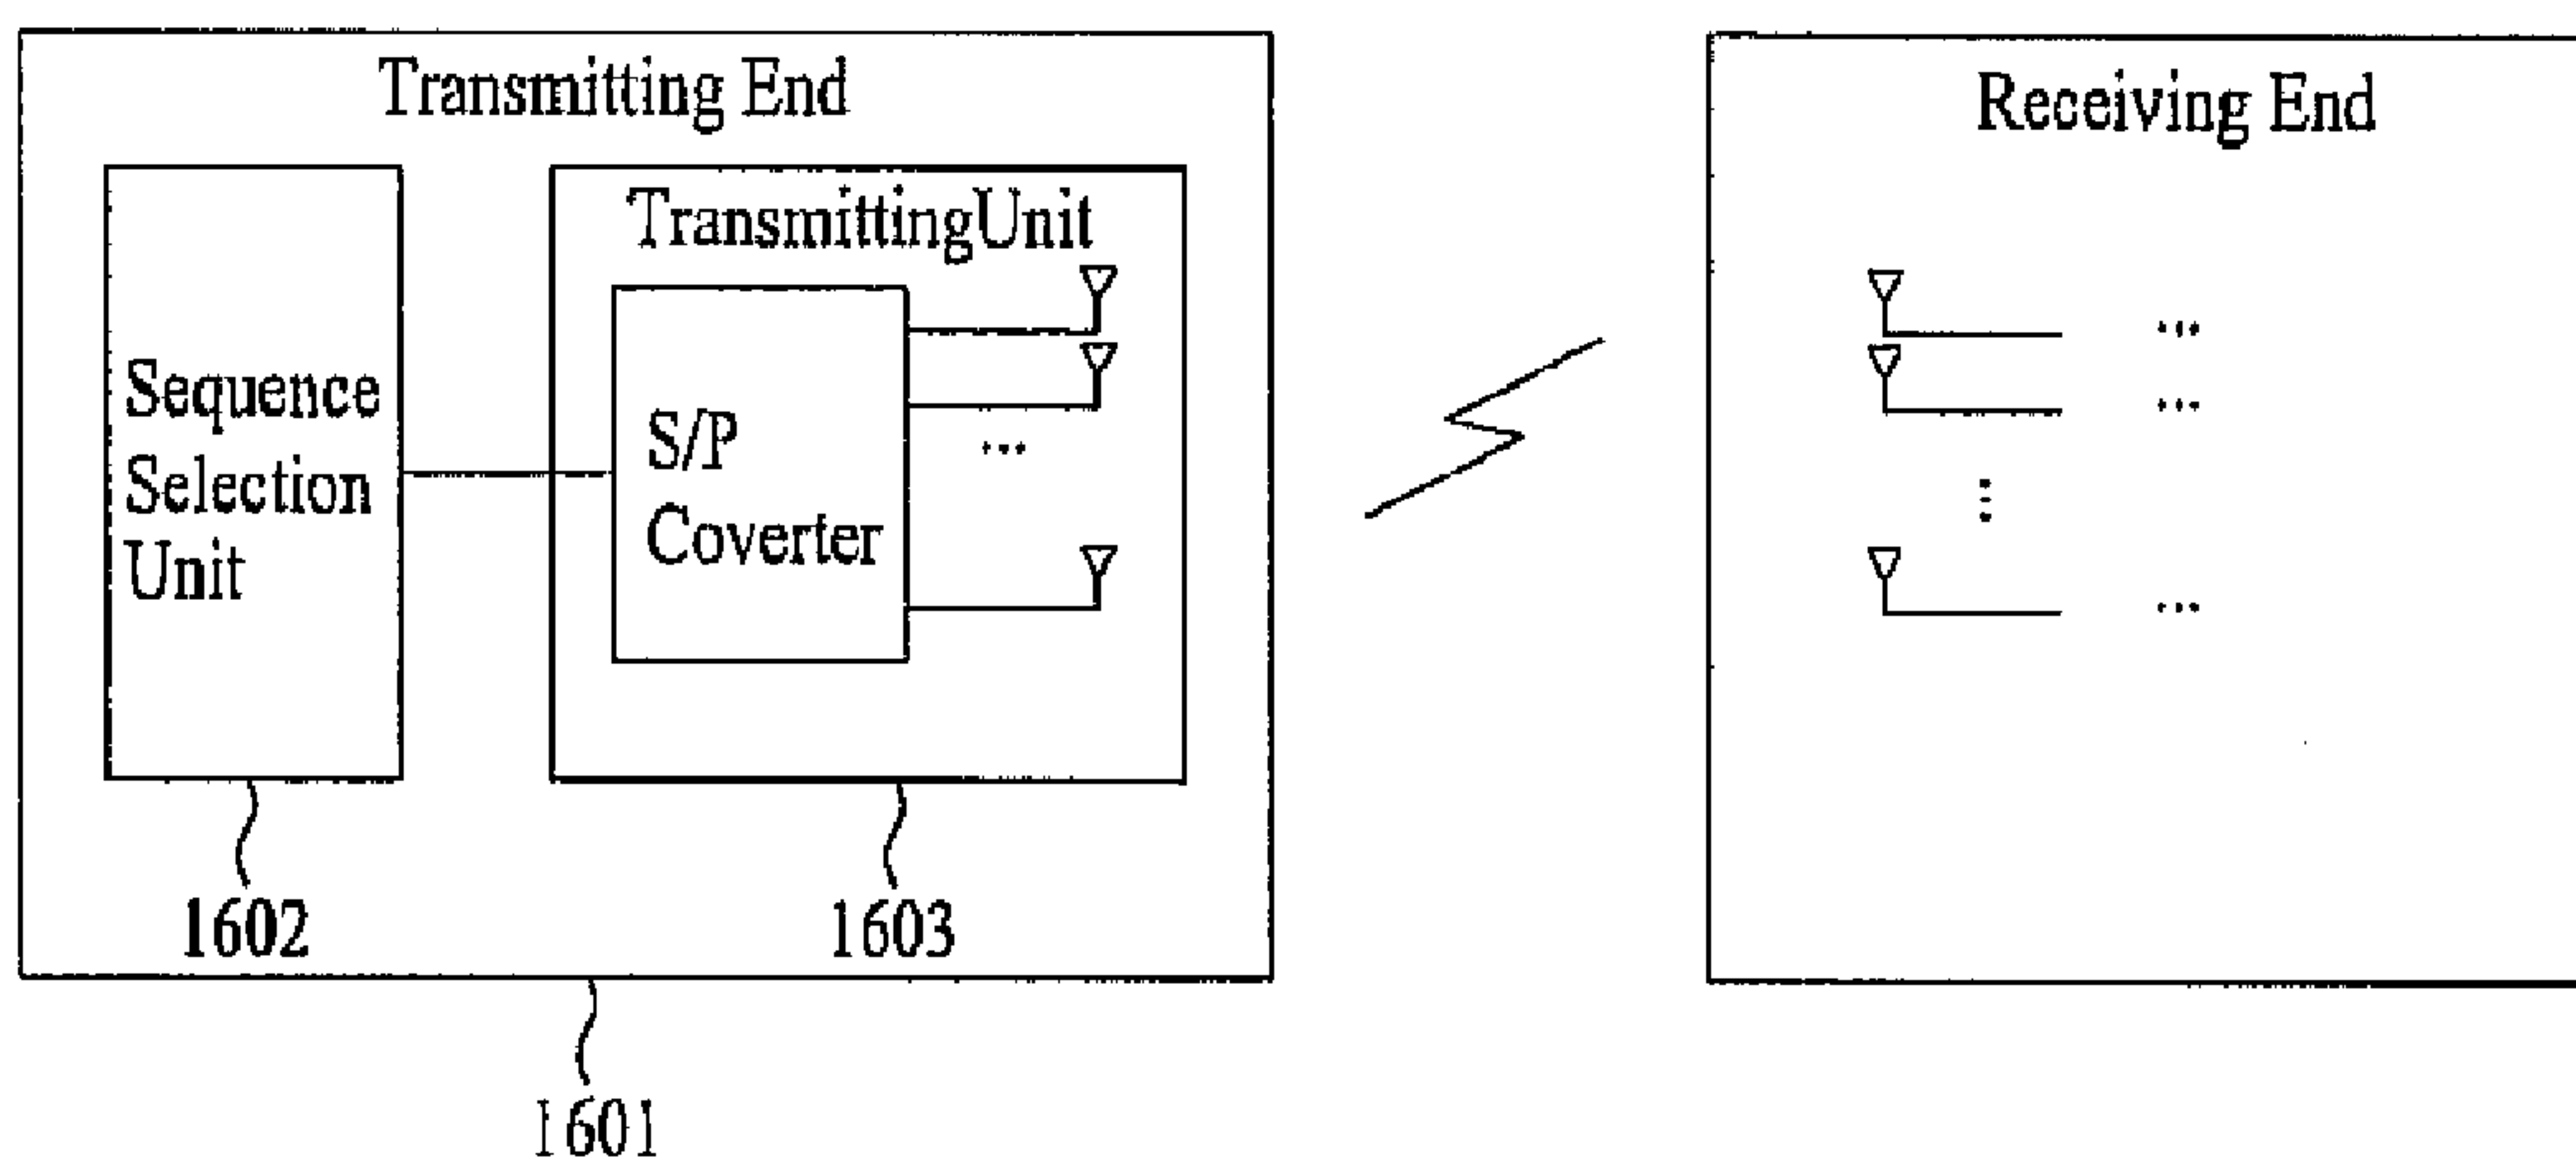 Transmitting End
Receiving End
TransmittingUnit
Sequence
Selection
Unit
S/P
Coverter
...
...
...
...
...
1602
1603
1601